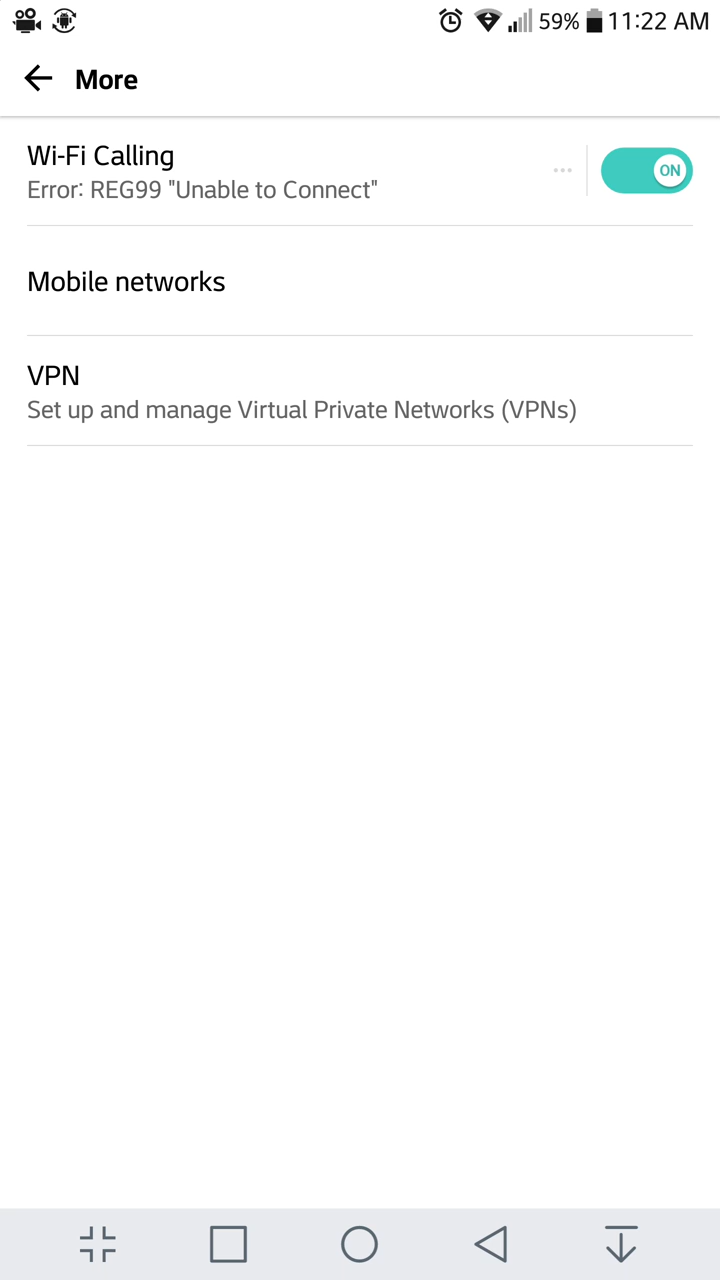 59% 11:22 AM
More
Wi-Fi Calling
Error: REG99 "Unable to Connect"
ON
Mobile networks
VPN
Set up and manage Virtual Private Networks (VPNs)